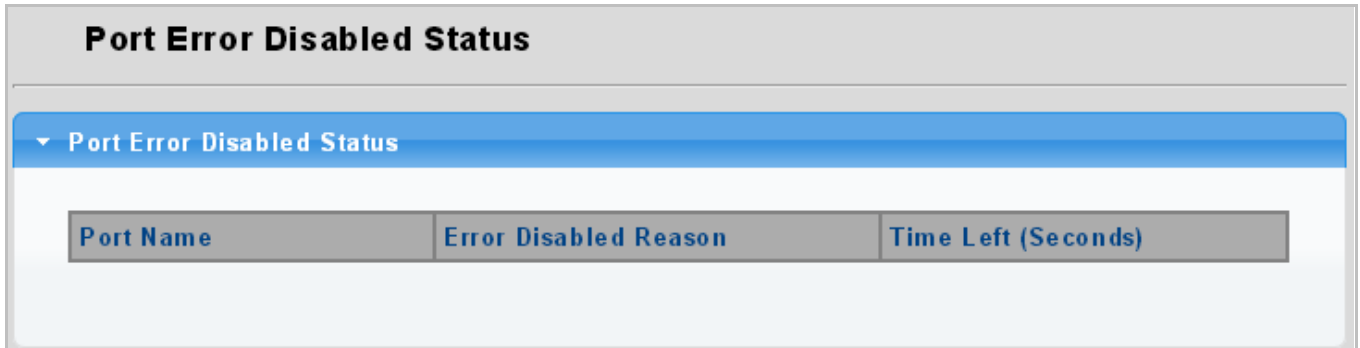 Port Error Disabled Status
Port Error Disabled Status
Port Name Error Disabled Reason Time Left (Seconds)